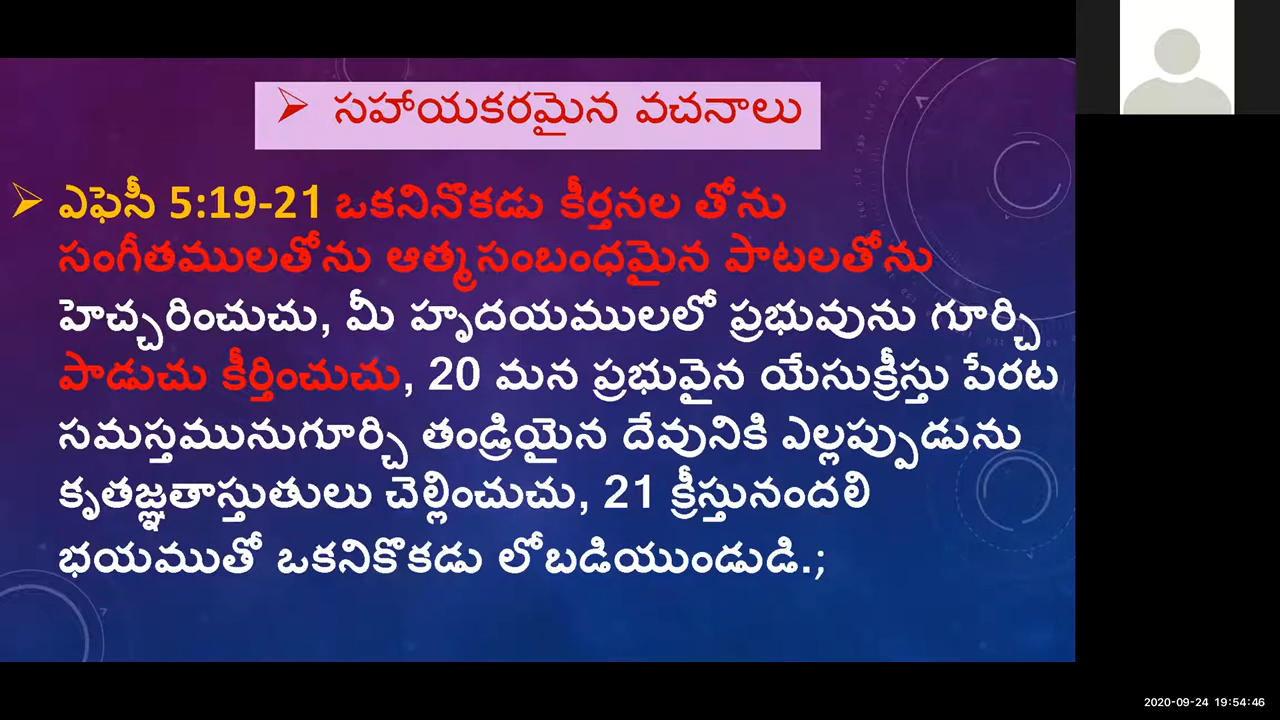 సహాయకరమైన వచనాలు
ఎఫెసీ 5:19-21 ఒకనినొకడు కీర్తనల తోను
సంగీతములతోను ఆత్మసంబంధమైన పాటలతోను
హెచ్చరించుచు, మీ హృదయములలో ప్రభువును గూర్చి
పాడుచు కీర్తించుచు, 20 మన ప్రభువైన యేసుక్రీస్తు పేరట
సమస్తమునుగూర్చి తండ్రియైన దేవునికి ఎల్లప్పుడును
కృతజ్ఞతాస్తుతులు చెల్లించుచు, 21 క్రీస్తునందలి
భయముతో ఒకనికొకడు లోబడియుండుడి.;
2020-09-24 19:54:46